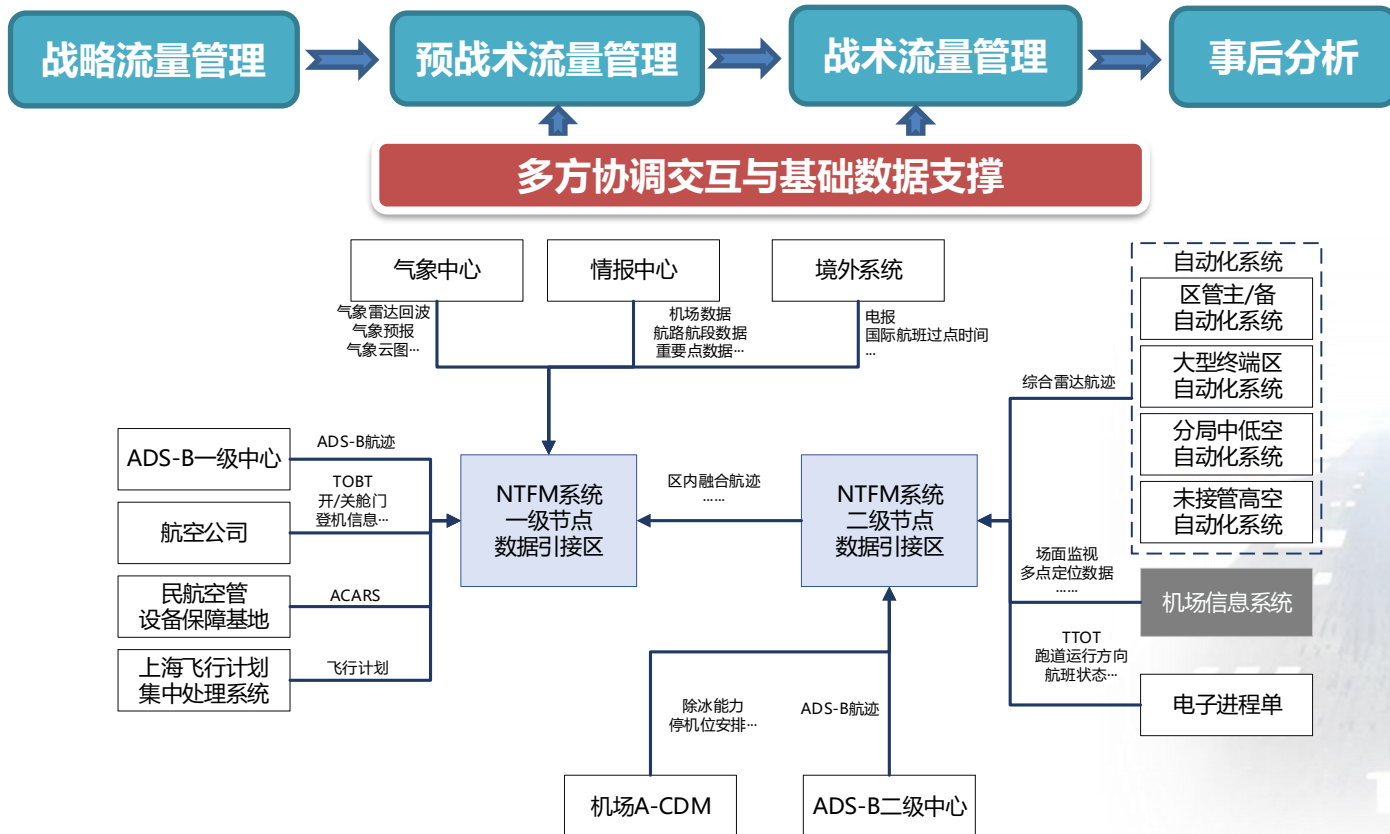 战略流量管理
预战术流量管理
战术流量管理
事后分析
多方协调交互与基础数据支撑
气象中心
情报中心
境外系统
气象雷达回波
气象预报
气象云图…
机场数据
航路航段数据
重要点数据…
电报
国际航班过点时间
...
自动化系统
区管主/备
自动化系统
大型终端区
自动化系统
分局中低空
自动化系统
未接管高空
自动化系统
综合雷达航迹
ADS-B一级中心
ADS-B航迹
航空公司
TOBT
开/关舱门
登机信息…
民航空管
设备保障基地
ACARS
上海飞行计划
集中处理系统
飞行计划
NTFM系统
一级节点
数据引接区
区内融合航迹
……
NTFM系统
二级节点
数据引接区
场面监视
多点定位数据
……
机场信息系统
TTOT
跑道运行方向
航班状态…
电子进程单
除冰能力
停机位安排…
ADS-B航迹
机场A-CDM
ADS-B二级中心